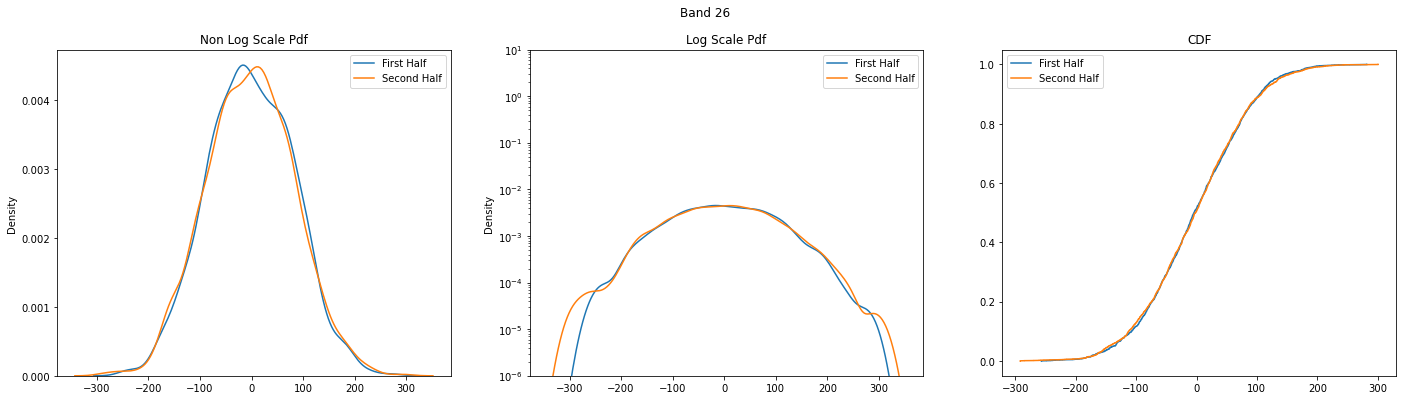 Band 26
Non Log Scale Pdf
Density
0.004
0.003
0.002
0.001
0.000
−300 −200 −100 0 100 200 300
First Half
Second Half
Log Scale Pdf
Density
10^1
10^0
10^−1
10^−2
10^−3
10^−4
10^−5
10^−6
−300 −200 −100 0 100 200 300
First Half
Second Half
CDF
1.0
0.8
0.6
0.4
0.2
0.0
−300 −200 −100 0 100 200 300
First Half
Second Half